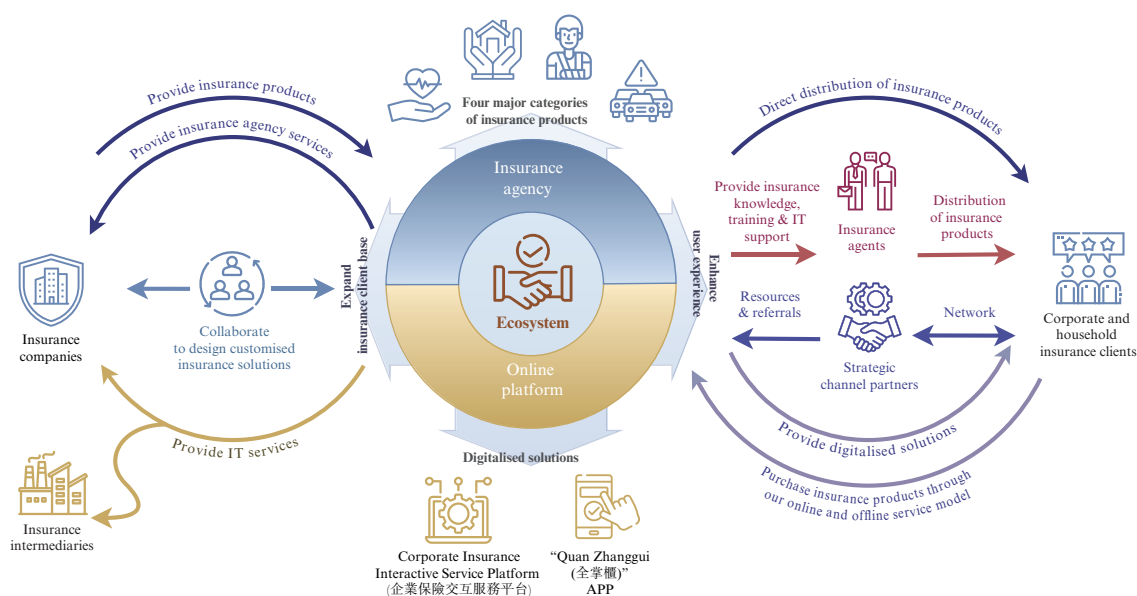 Four major categories
of insurance products
Provide insurance products
Provide insurance agency services
Insurance
companies
Collaborate
to design customised
insurance solutions
Provide IT services
Insurance
intermediaries
Expand
insurance client base
Insurance
agency
Ecosystem
Online
platform
Enhance
user experience
Digitalised solutions
Corporate Insurance
Interactive Service Platform
(企業保險交互服務平台)
“Quan Zhanggui
(全掌櫃)”
APP
Direct distribution of insurance products
Provide insurance
knowledge,
training & IT
support
Insurance
agents
Distribution
of insurance
products
Resources
& referrals
Strategic
channel partners
Network
Corporate and
household
insurance clients
Provide digitalised solutions
Purchase insurance products through
our online and offline service model